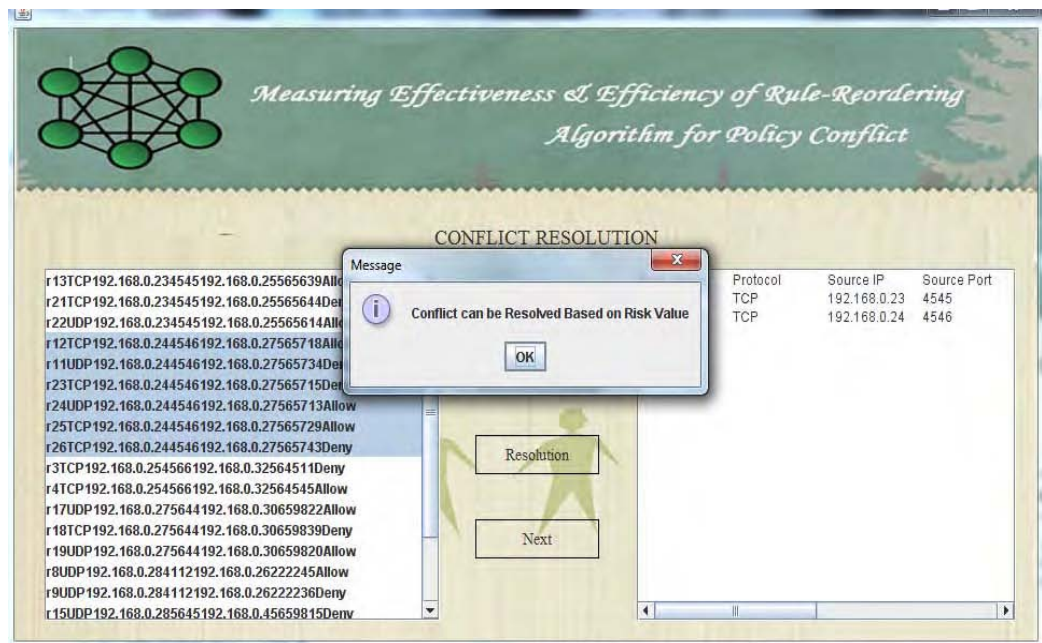 Measuring Effectiveness & Efficiency of Rule-Reordering
Algorithm for Policy Conflict
CONFLICT RESOLUTION
Message
Conflict can be Resolved Based on Risk Value
OK
r13TCP192.168.0.234545192.168.0.25565639Allo
r21TCP192.168.0.234545192.168.0.25565644Den
r22UDP192.168.0.234545192.168.0.25565614All
r12TCP192.168.0.244546192.168.0.27565718All
r11UDP192.168.0.244546192.168.0.27565734Der
r23TCP192.168.0.244546192.168.0.27565715Der
r24UDP192.168.0.244546192.168.0.27565713Allow
r25TCP192.168.0.244546192.168.0.27565729Allow
r26TCP192.168.0.244546192.168.0.27565743Deny
r3TCP192.168.0.254566192.168.0.32564511Deny
r4TCP192.168.0.254566192.168.0.32564545Allow
r17UDP192.168.0.275644192.168.0.30659822Allow
r18TCP192.168.0.275644192.168.0.30659839Deny
r19UDP192.168.0.275644192.168.0.30659820Allow
r8UDP192.168.0.284112192.168.0.26222245Allow
r9UDP192.168.0.284112192.168.0.26222236Deny
r15UDP192.168.0.285645192.168.0.45659815Deny
Resolution
Next
Protocol Source IP Source Port
TCP 192.168.0.23 4545
TCP 192.168.0.24 4546